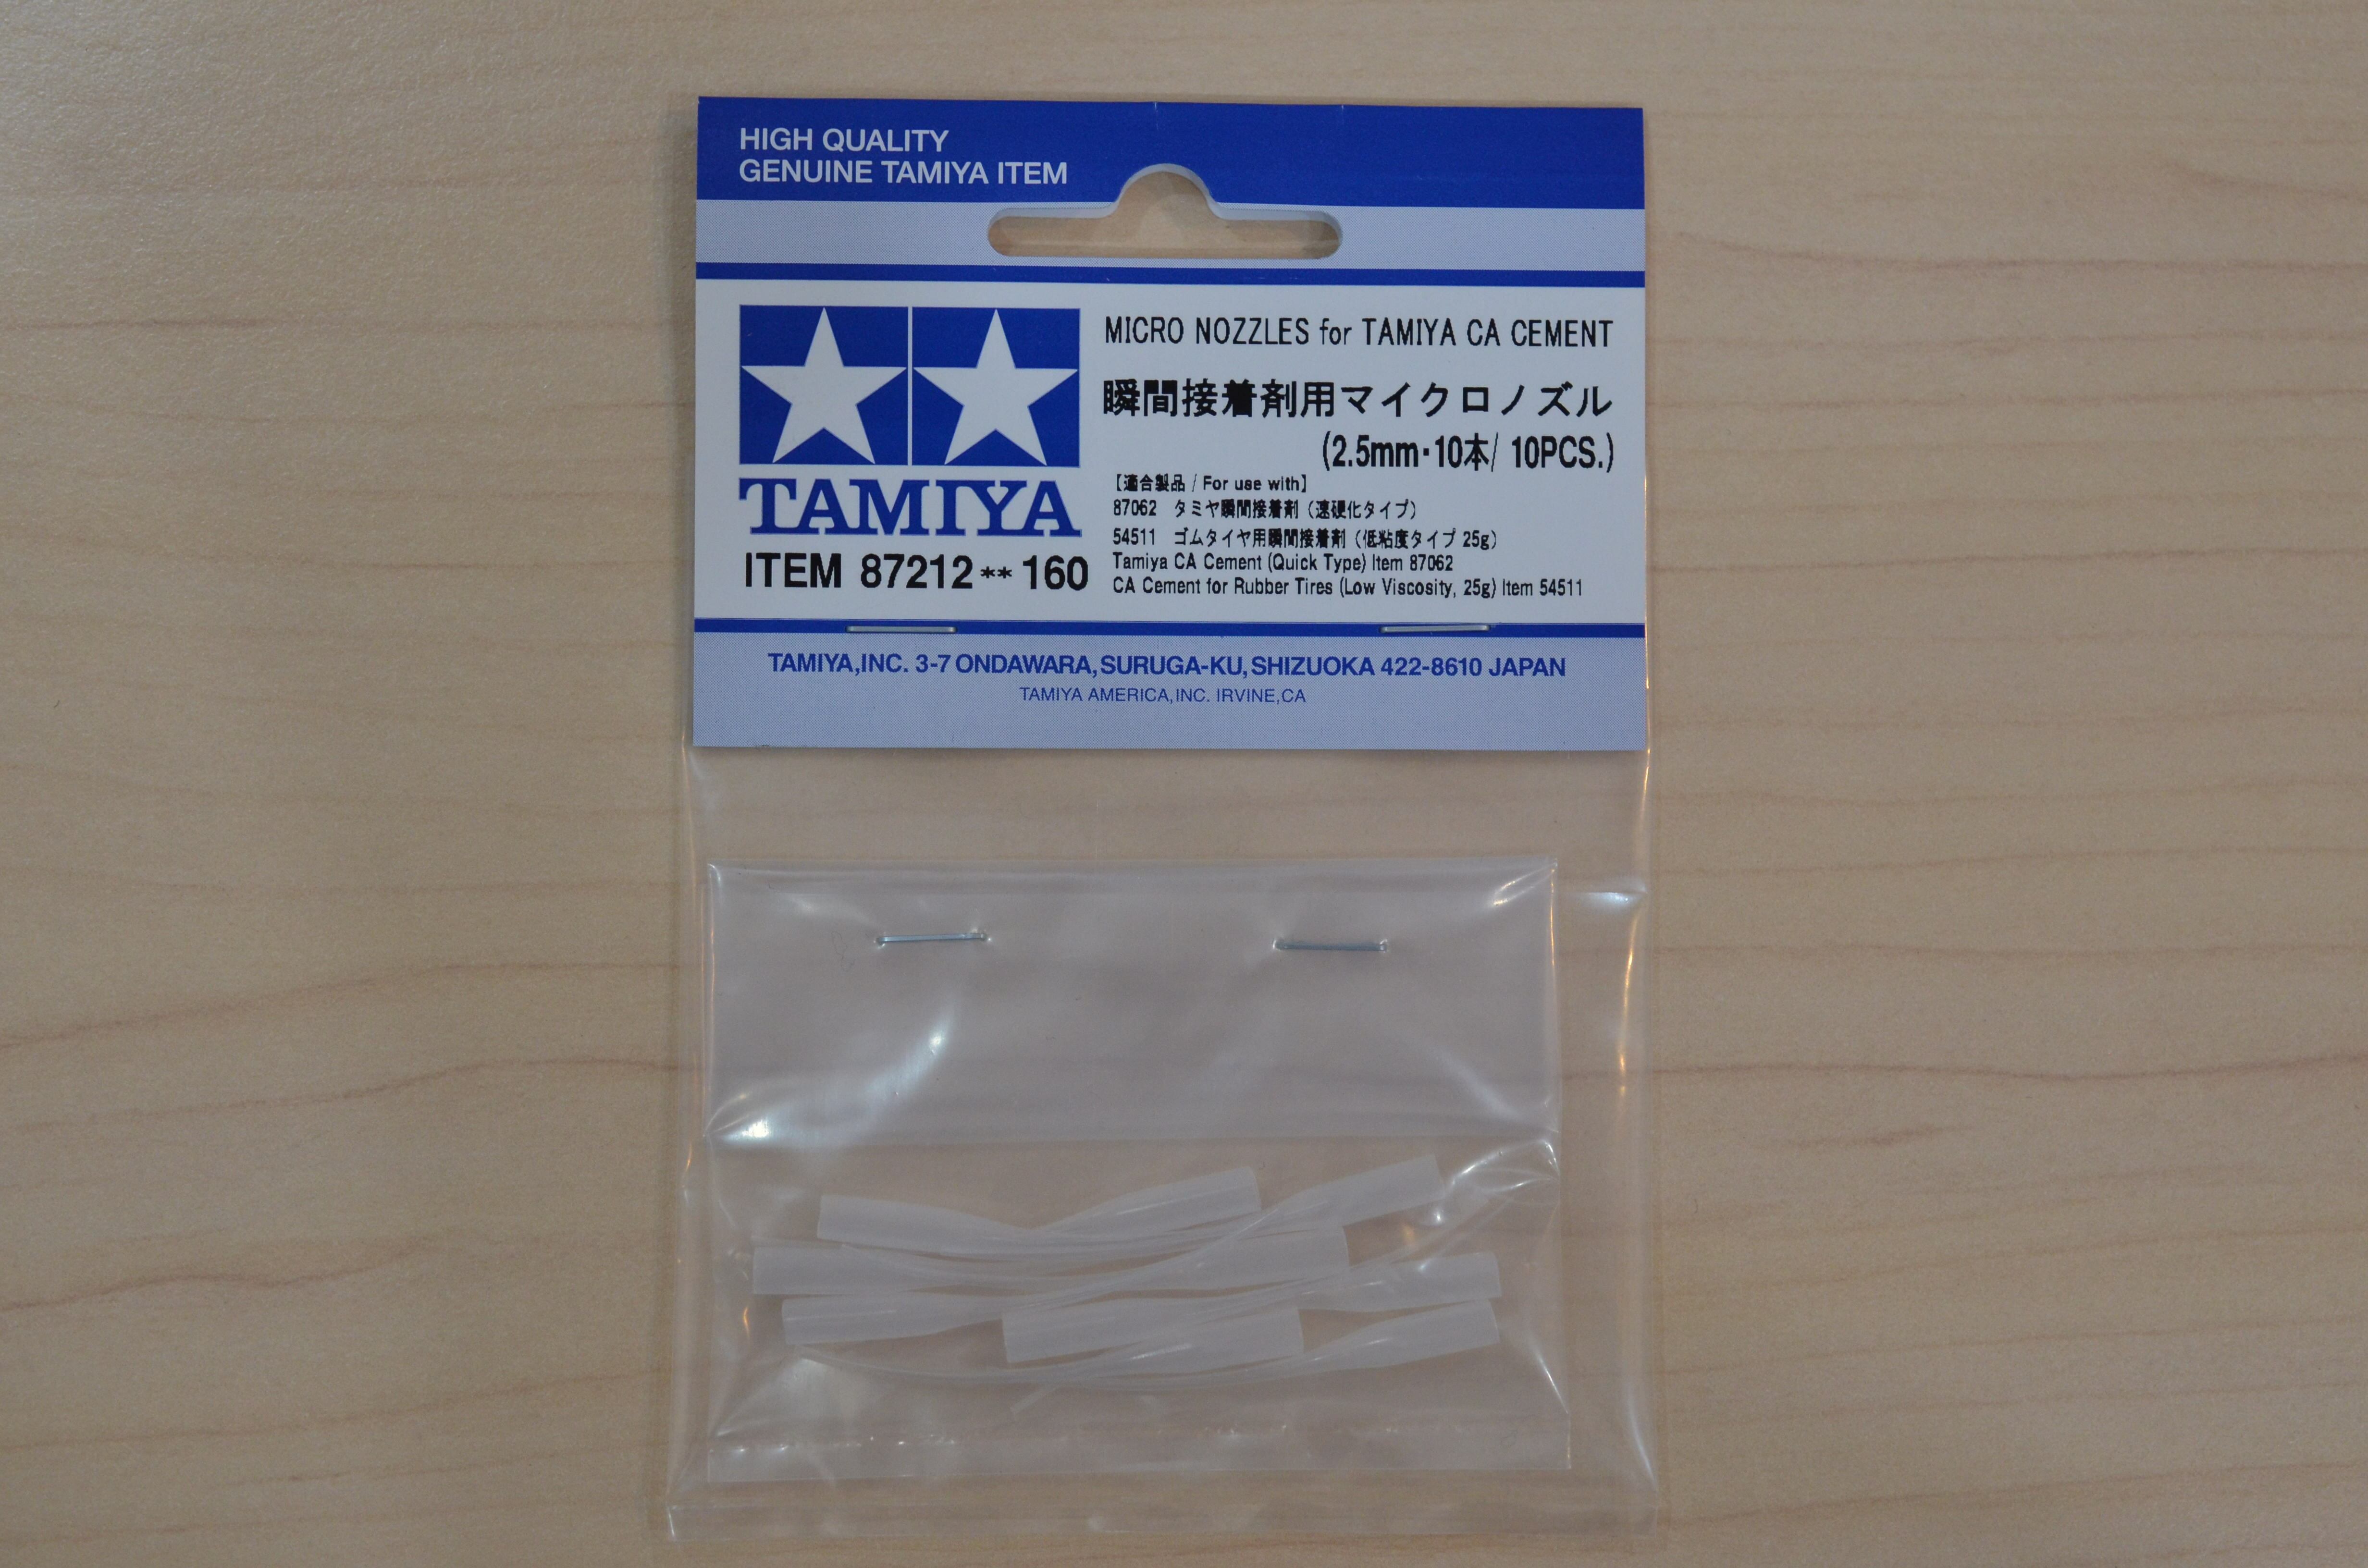 HIGH QUALITY
GENUINE TAMIYA ITEM
TAMIYA
ITEM 87212** 160
MICRO NOZZLES for TAMIYA CA CEMENT
瞬間接着剤用マイクロノズル
(2.5mm・10本/ 10PCS.)
【適合製品 / For use with】
87062 タミヤ瞬間接着剤（速硬化タイプ）
54511 ゴムタイヤ用瞬間接着剤（低粘度タイプ 25g）
Tamiya CA Cement (Quick Type) Item 87062
CA Cement for Rubber Tires (Low Viscosity, 25g) Item 54511
TAMIYA,INC. 3-7 ONDAWARA, SURUGA-KU, SHIZUOKA 422-8610 JAPAN
TAMIYA AMERICA, INC. IRVINE, CA